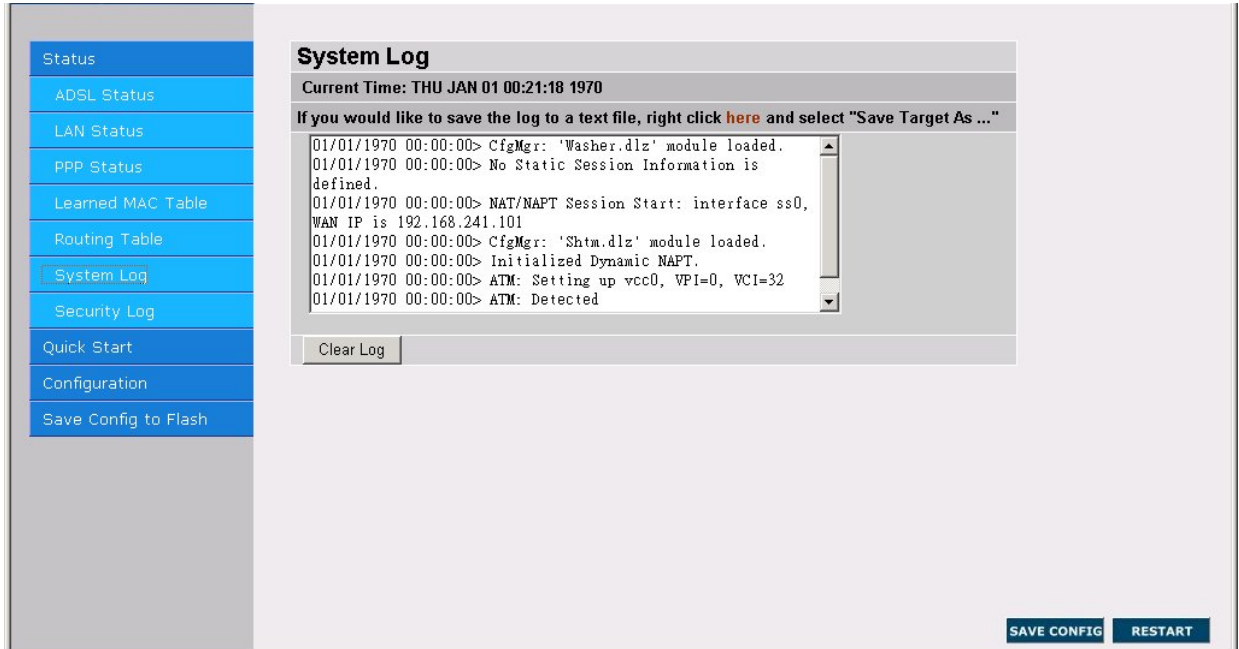 Status
ADSL Status
LAN Status
PPP Status
Learned MAC Table
Routing Table
System Log
Security Log
Quick Start
Configuration
Save Config to Flash
System Log
Current Time: THU JAN 01 00:21:18 1970
If you would like to save the log to a text file, right click here and select "Save Target As ..."
01/01/1970 00:00:00> CfgMgr: 'Washer.dlz' module loaded.
01/01/1970 00:00:00> No Static Session Information is
defined.
01/01/1970 00:00:00> NAT/NAPT Session Start: interface ss0,
WAN IP is 192.168.241.101
01/01/1970 00:00:00> CfgMgr: 'Shtm.dlz' module loaded.
01/01/1970 00:00:00> Initialized Dynamic NAPT.
01/01/1970 00:00:00> ATM: Setting up vcc0, VPI=0, VCI=32
01/01/1970 00:00:00> ATM: Detected
Clear Log
SAVE CONFIG
RESTART